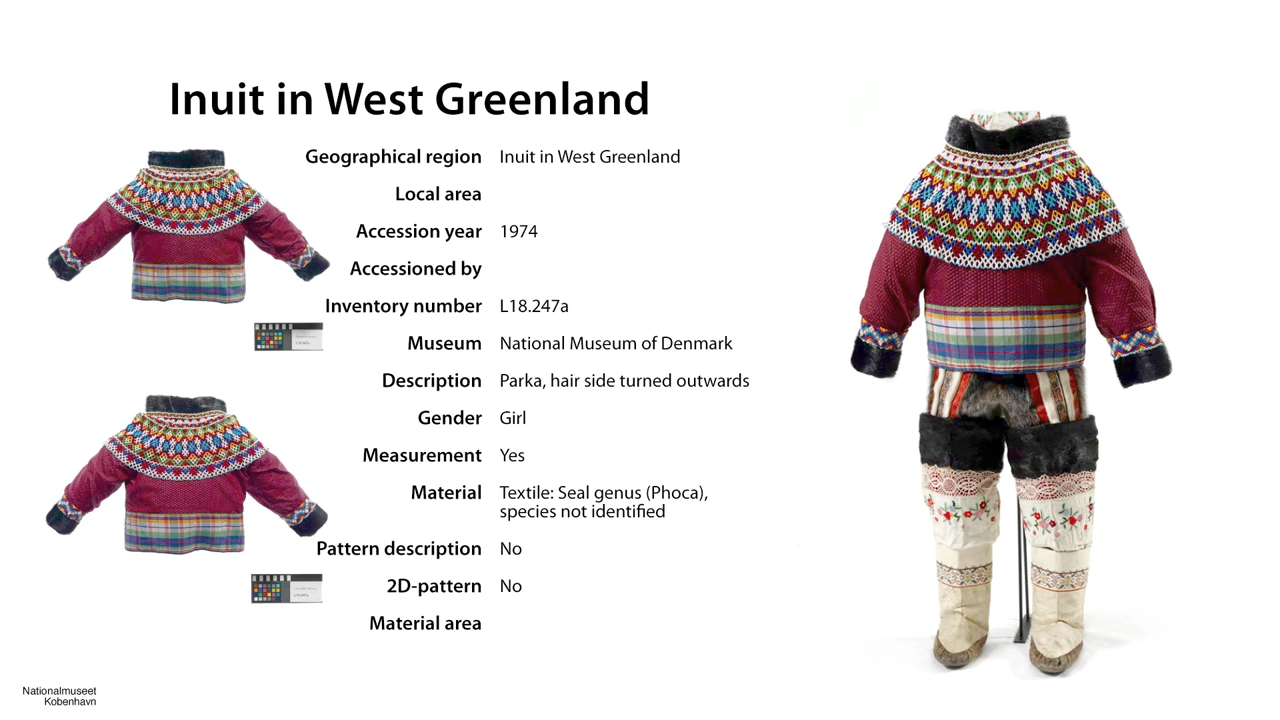 Inuit in West Greenland
Geographical region Inuit in West Greenland
Local area
Accession year 1974
Accessioned by
Inventory number L18.247a
Museum National Museum of Denmark
Description Parka, hair side turned outwards
Gender Girl
Measurement Yes
Material Textile: Seal genus (Phoca),
species not identified
Pattern description No
2D-pattern No
Material area
Nationalmuseet
Kobenhavn